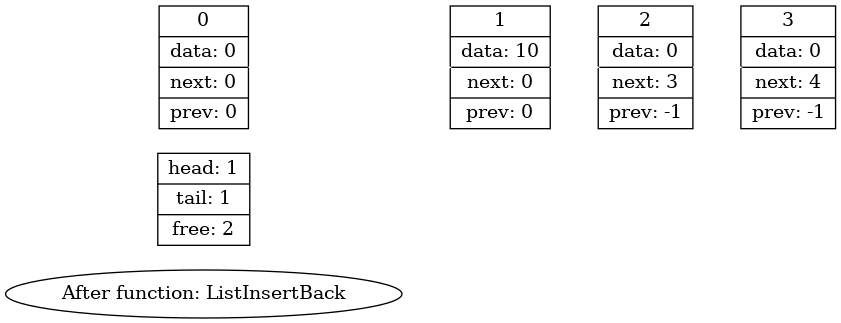 0
data: 0
next: 0
prev: 0
1
data: 10
next: 0
prev: 0
2
data: 0
next: 3
prev: -1
3
data: 0
next: 4
prev: -1
head: 1
tail: 1
free: 2
After function: ListInsertBack